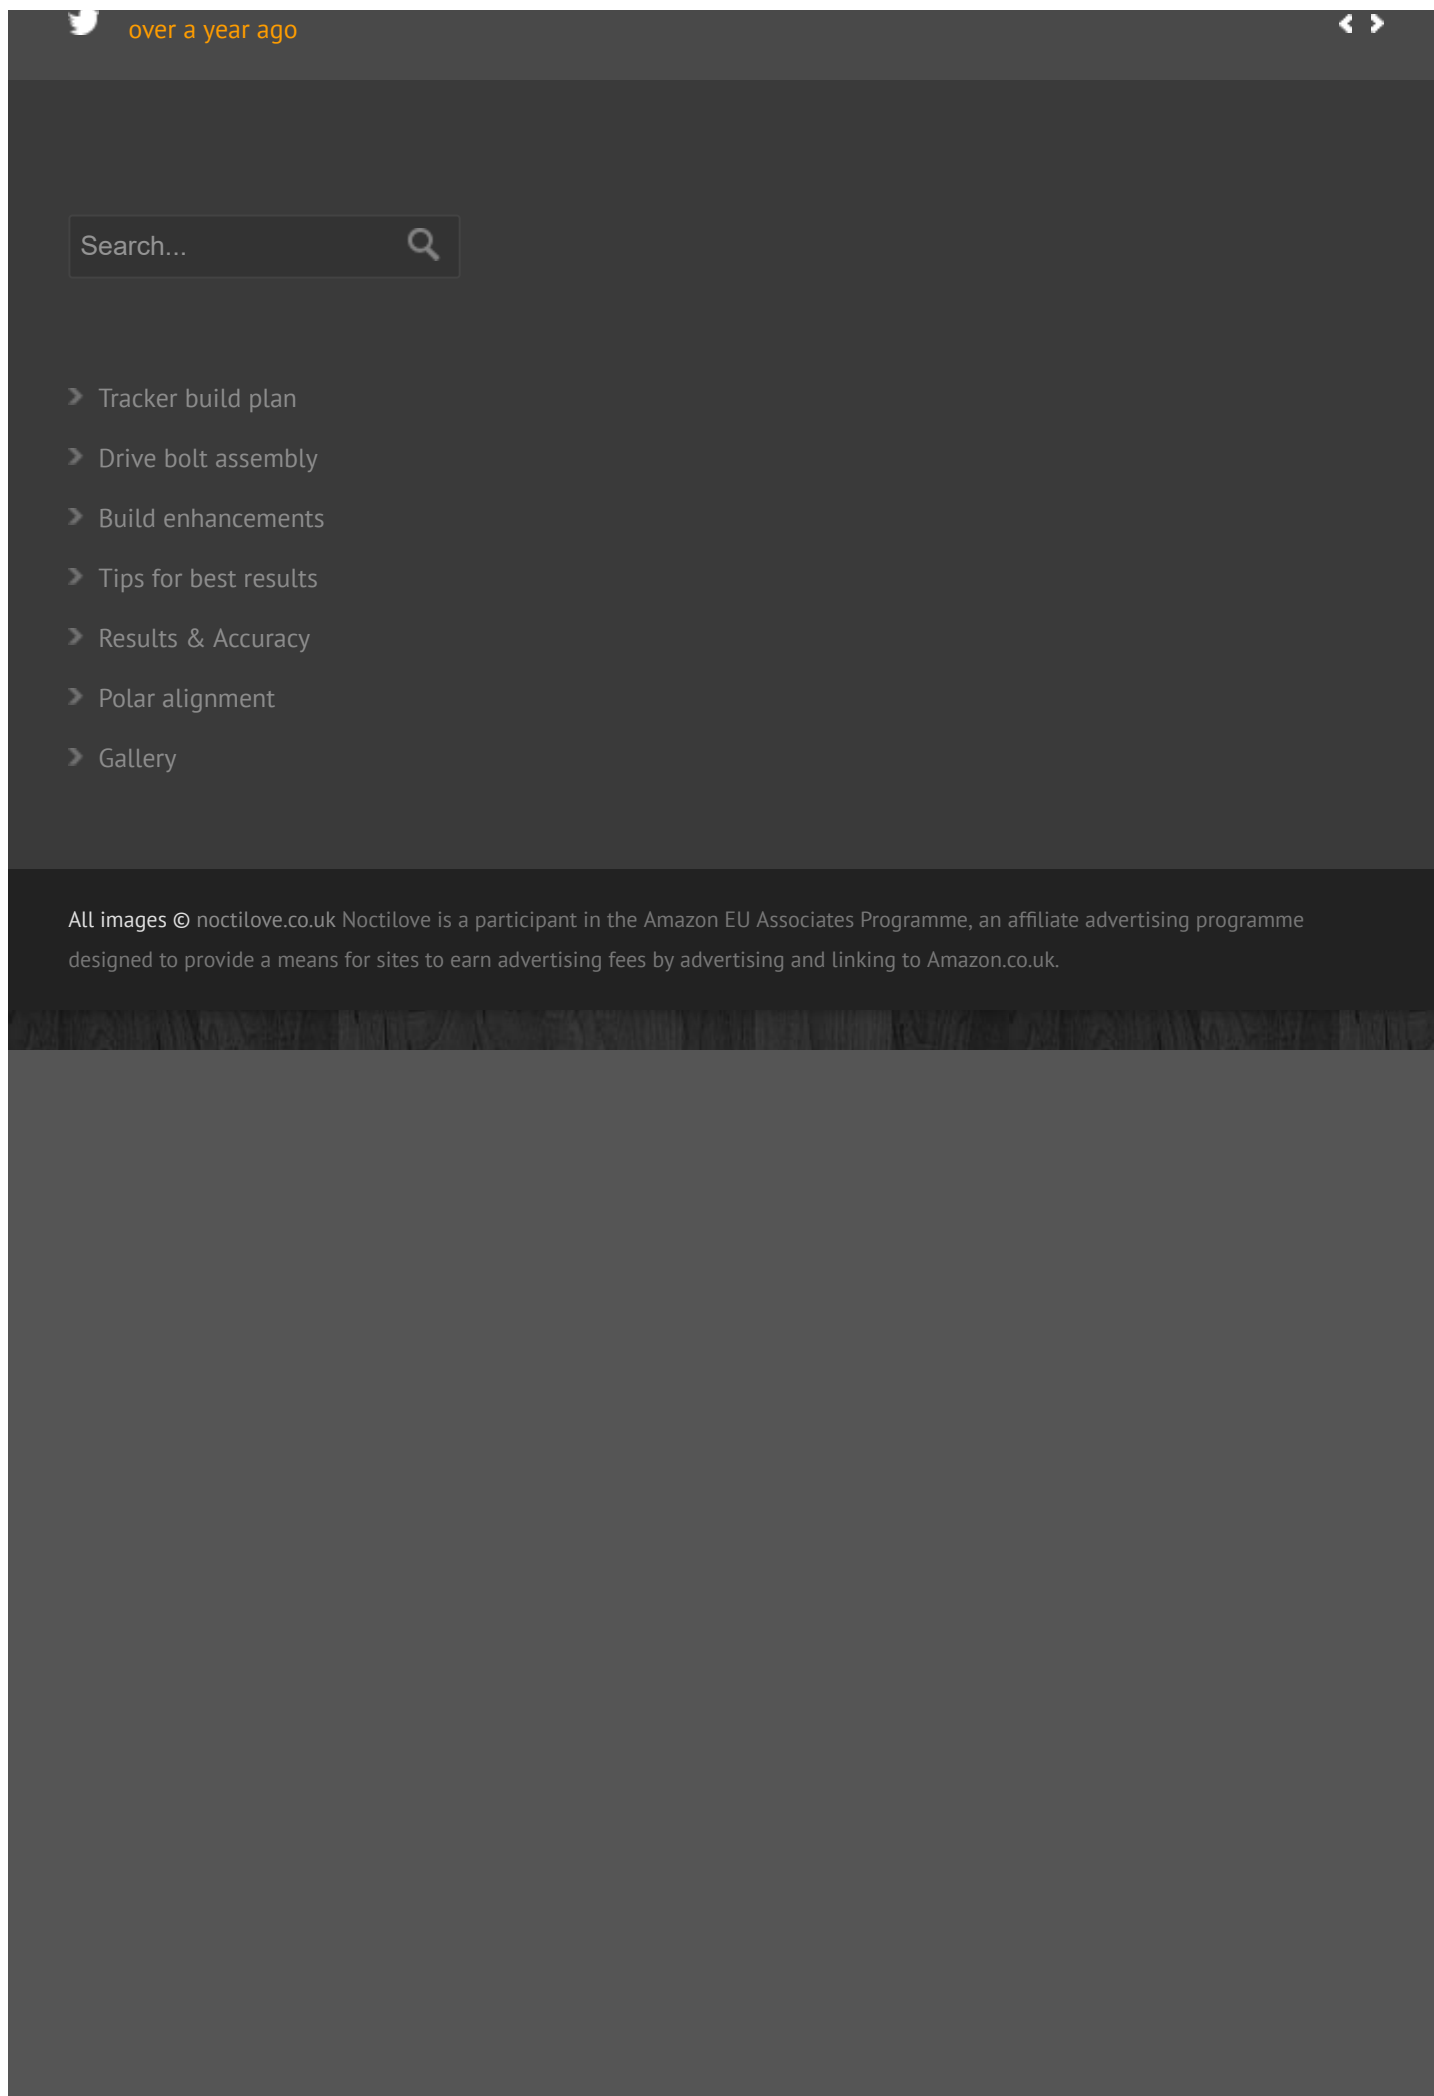 over a year ago
Search...
Tracker build plan
Drive bolt assembly
Build enhancements
Tips for best results
Results & Accuracy
Polar alignment
Gallery
All images © noctilove.co.uk Noctilove is a participant in the Amazon EU Associates Programme, an affiliate advertising programme
designed to provide a means for sites to earn advertising fees by advertising and linking to Amazon.co.uk.